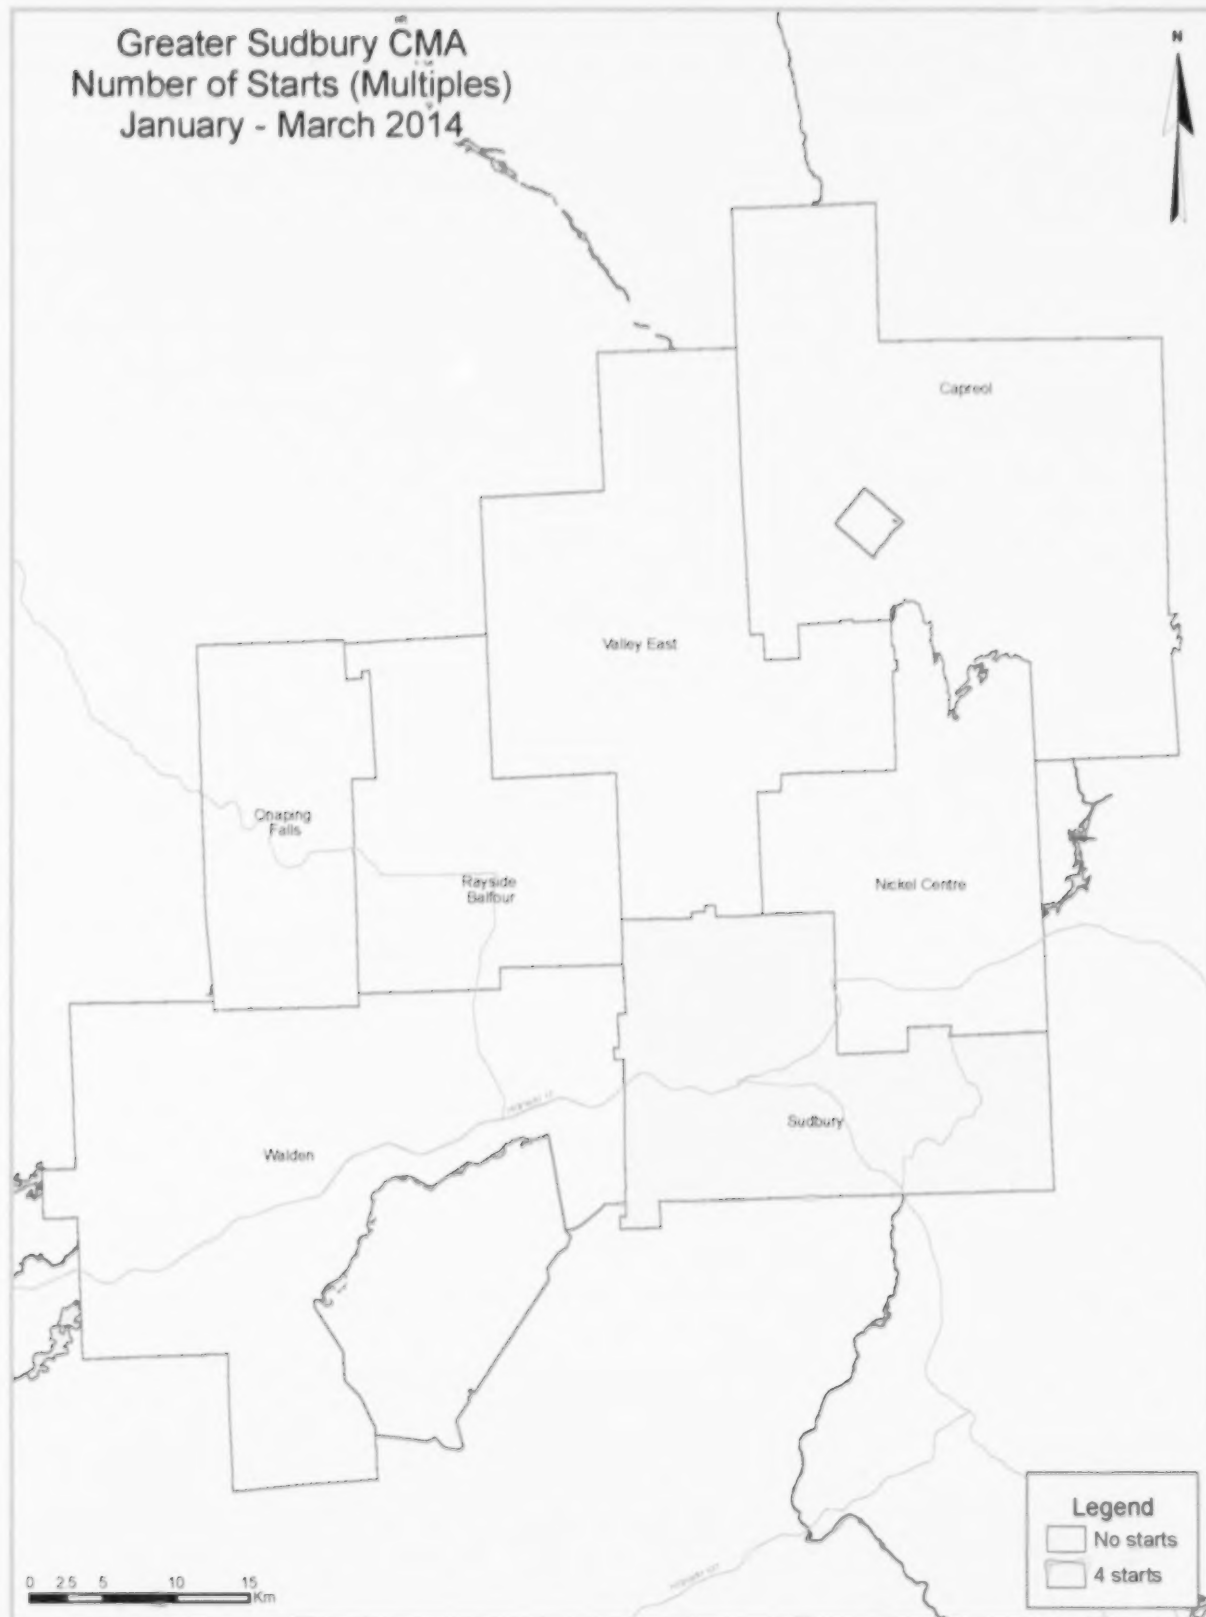 Greater Sudbury CMA
Number of Starts (Multiples)
January - March 2014
N
Capreol
Valley East
Onaping
Falls
Rayside
Balfour
Nickel Centre
Sudbury
Walden
Legend
No starts
4 starts
0 2.5 5 10 15
Km